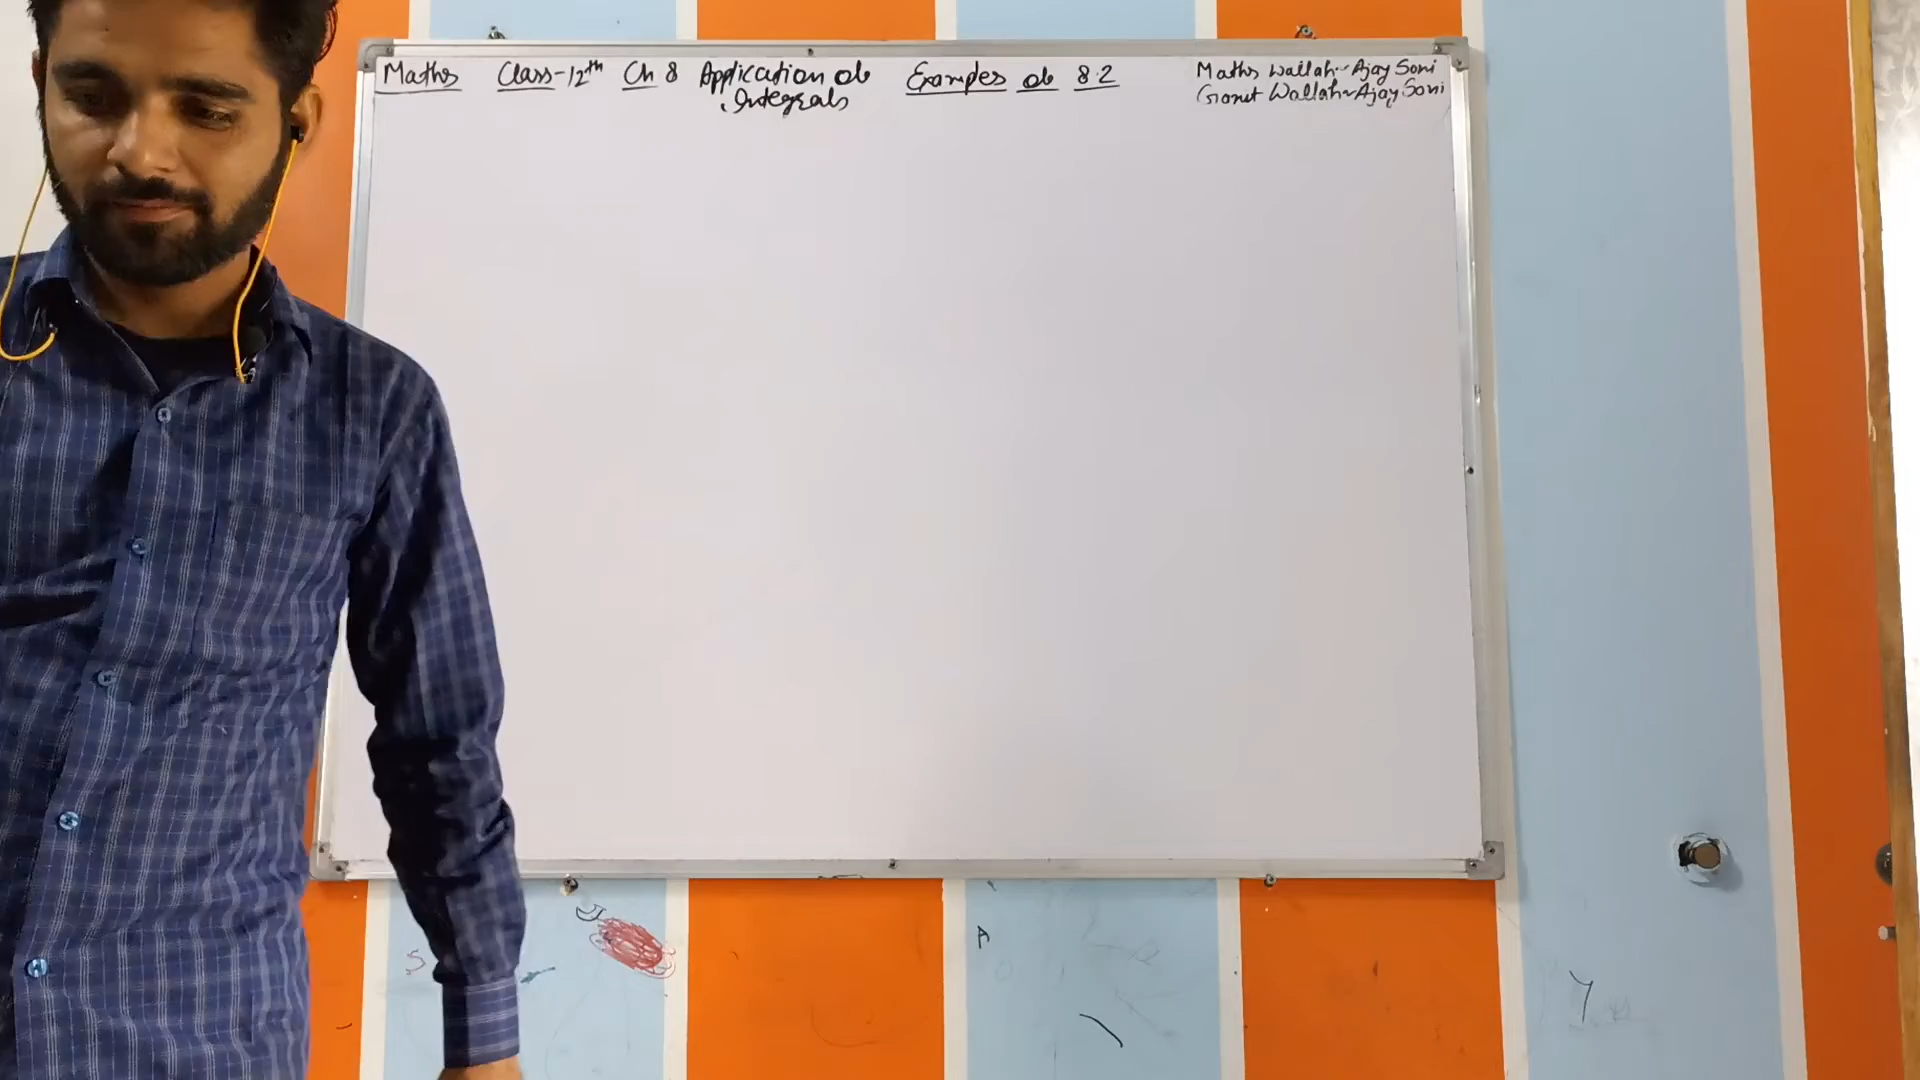 Maths Class-12th Ch 8 Application of Integrals Examples of 8.2
Maths Wallah-Ajay Soni
Ganit Wallah-Ajay Soni
S
A